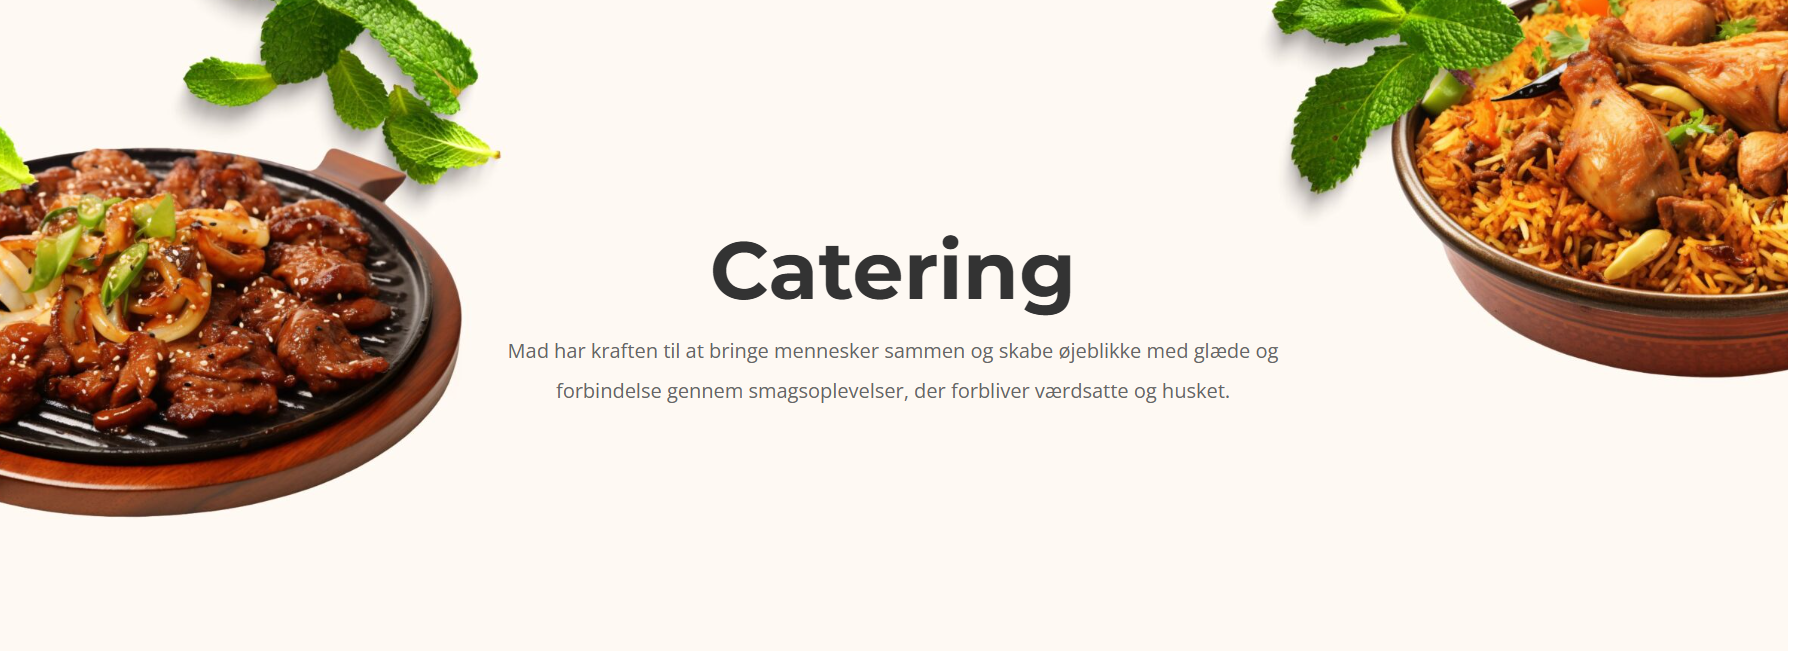 Catering
Mad har kraften til at bringe mennesker sammen og skabe øjeblikke med glæde og
forbindelse gennem smagsoplevelser, der forbliver værdsatte og husket.